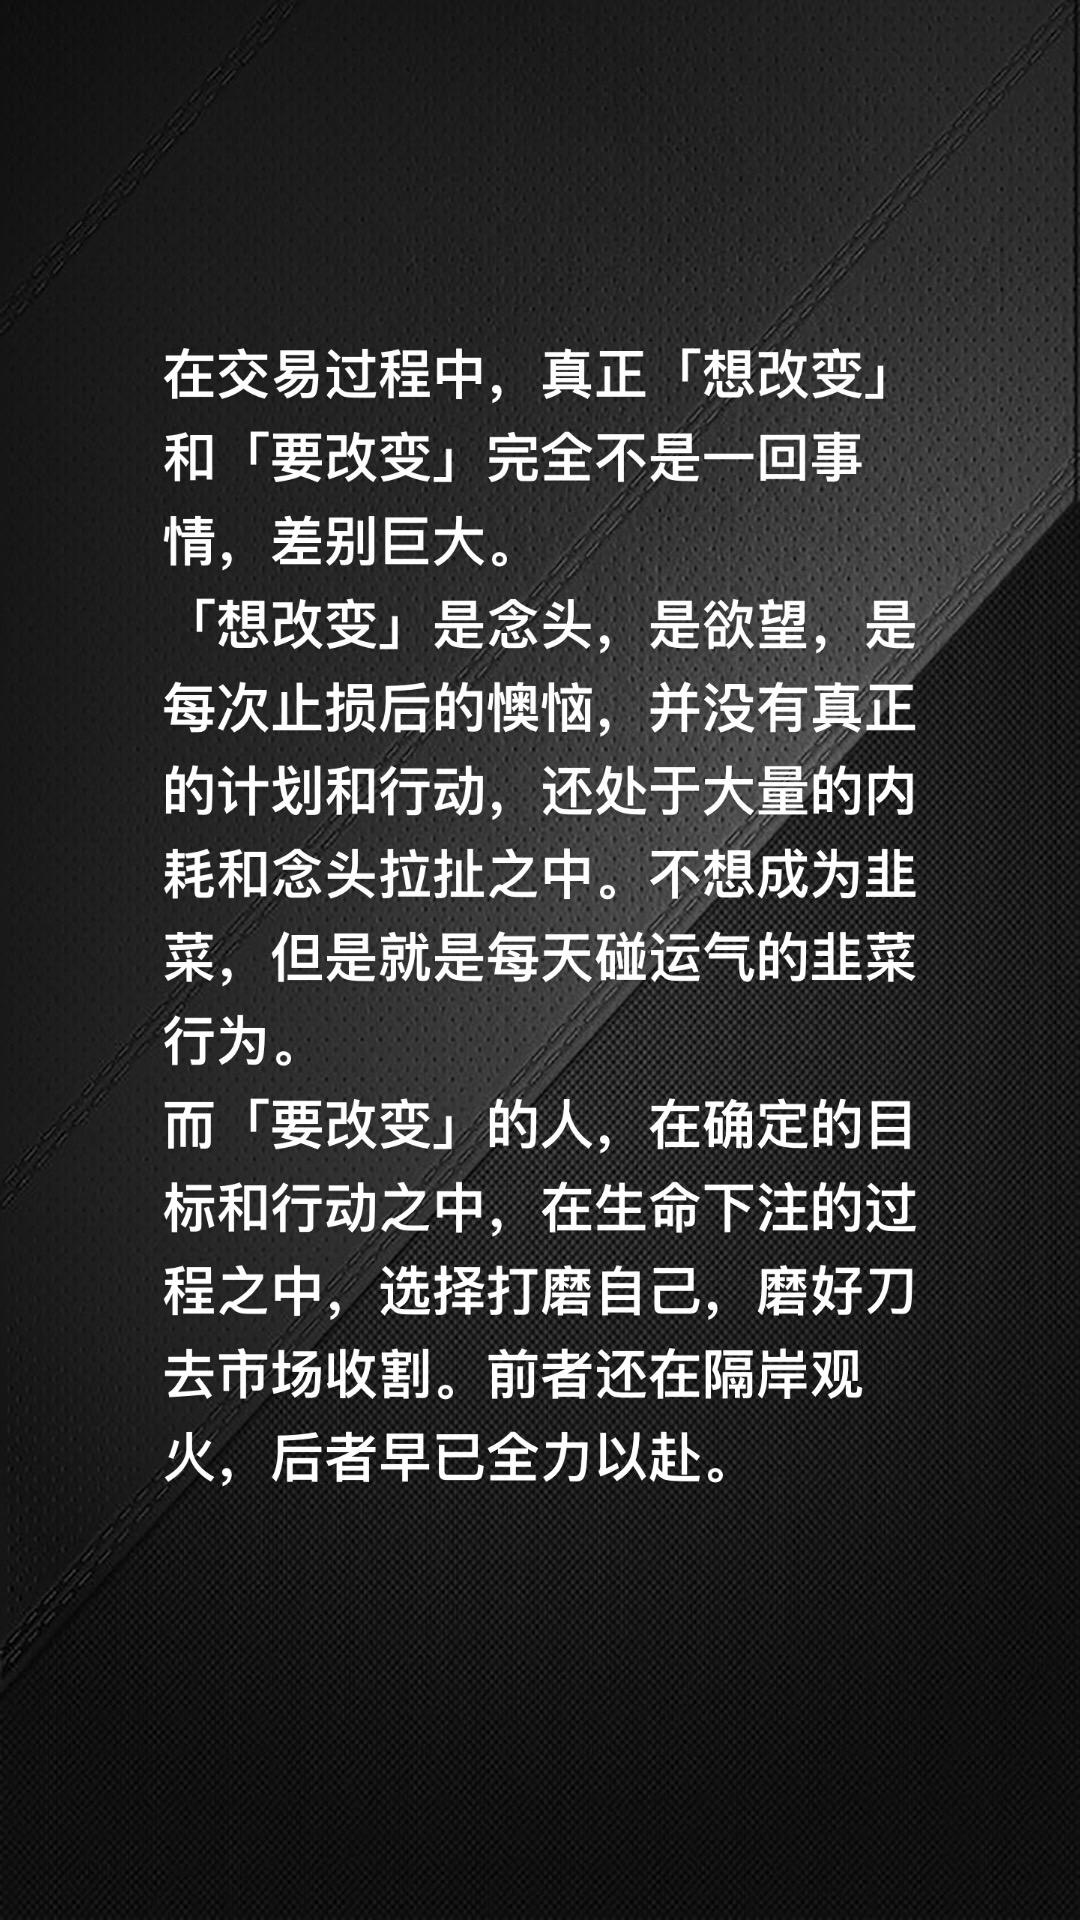 在交易过程中，真正「想改变」
和「要改变」完全不是一回事
情，差别巨大。
「想改变」是念头，是欲望，是
每次止损后的懊恼，并没有真正
的计划和行动，还处于大量的内
耗和念头拉扯之中。不想成为韭
菜，但是就是每天碰运气的韭菜
行为。
而「要改变」的人，在确定的目
标和行动之中，在生命下注的过
程之中，选择打磨自己，磨好刀
去市场收割。前者还在隔岸观
火，后者早已全力以赴。